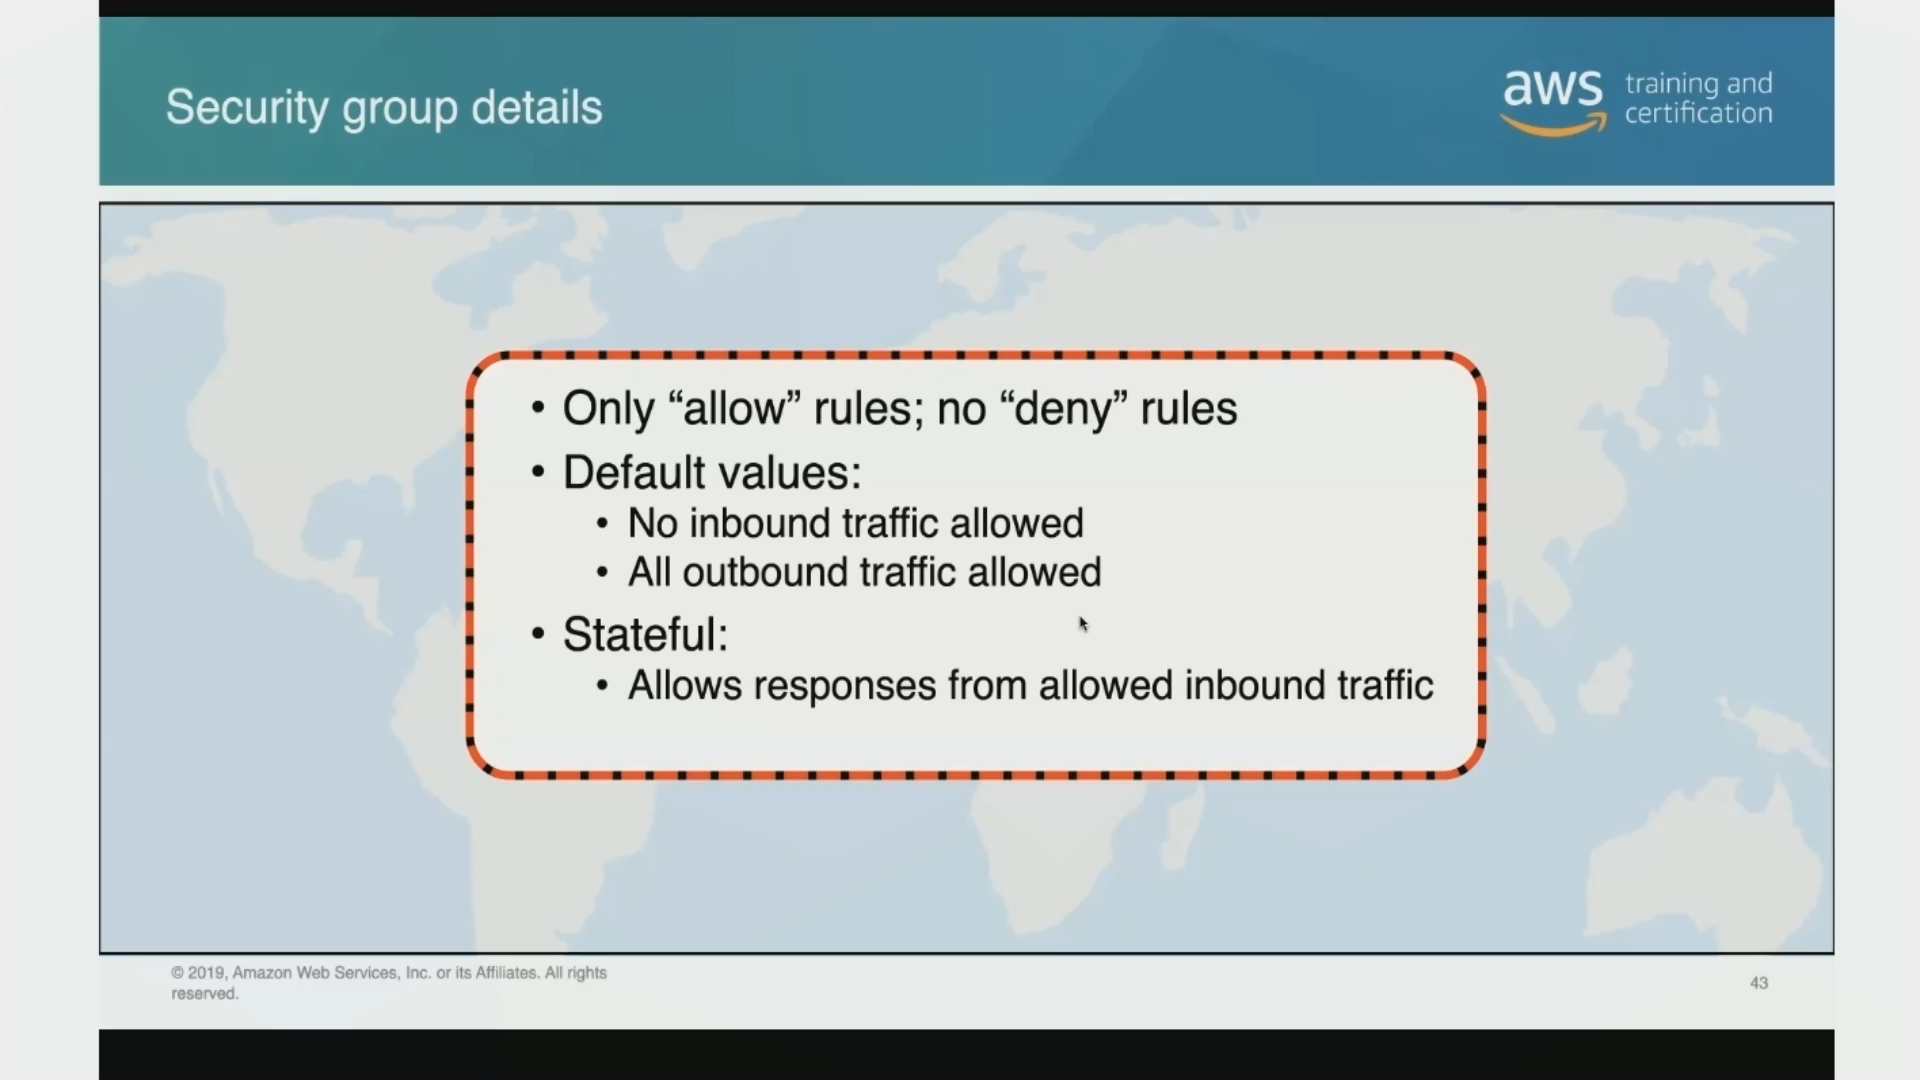 Security group details
aws training and
certification
• Only “allow” rules; no “deny” rules
• Default values:
• No inbound traffic allowed
• All outbound traffic allowed
• Stateful:
• Allows responses from allowed inbound traffic
© 2019, Amazon Web Services, Inc. or its Affiliates. All rights
reserved.
43